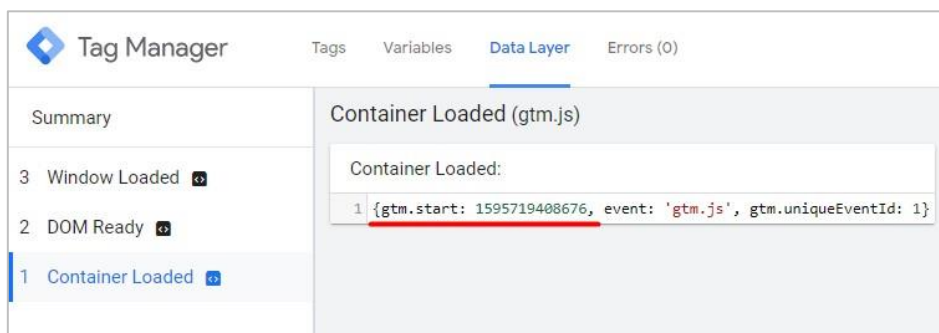 Tag Manager
Tags
Variables
Data Layer
Errors (0)
Summary
3 Window Loaded
2 DOM Ready
1 Container Loaded
Container Loaded (gtm.js)
Container Loaded:
1 {gtm.start: 1595719408676, event: 'gtm.js', gtm.uniqueEventId: 1}